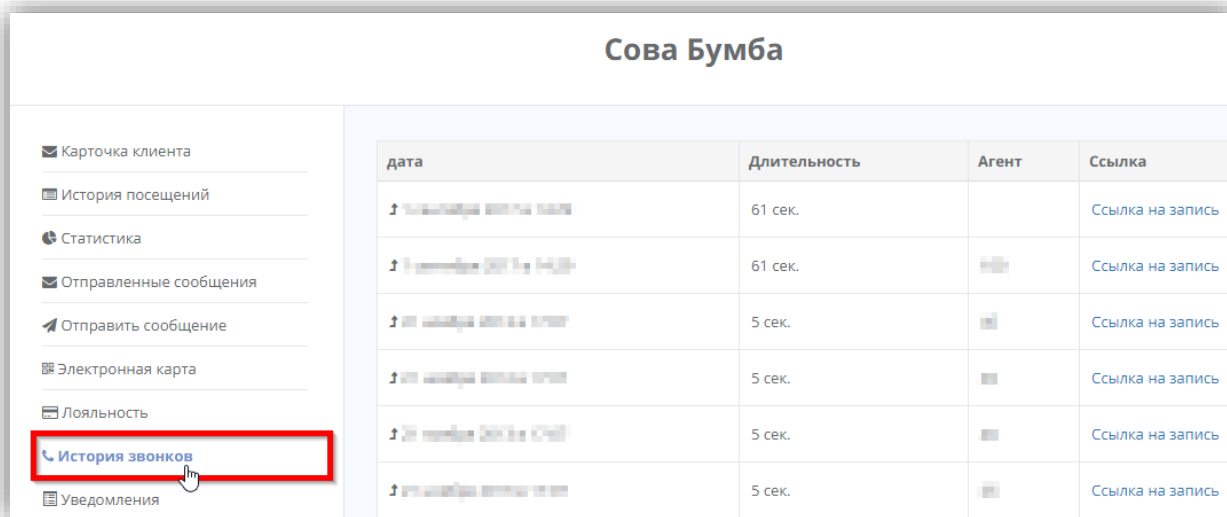 Сова Бумба
Карточка клиента
История посещений
Статистика
Отправленные сообщения
Отправить сообщение
Электронная карта
Лояльность
История звонков
Уведомления
дата Длительность Агент Ссылка
61 сек. Ссылка на запись
61 сек. Ссылка на запись
5 сек. Ссылка на запись
5 сек. Ссылка на запись
5 сек. Ссылка на запись
5 сек. Ссылка на запись